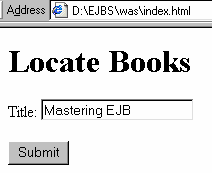 Address D:\EJBS\was\index.html
Locate Books
Title: Mastering EJB
Submit